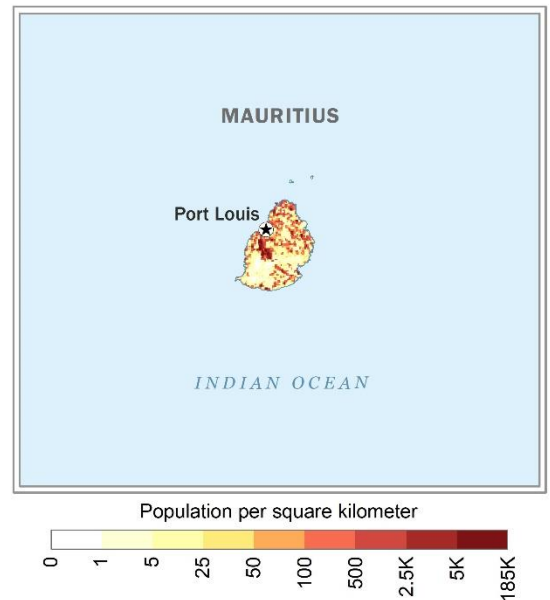 MAURITIUS
Port Louis
INDIAN OCEAN
Population per square kilometer
0 1 5 25 50 100 500 2.5K 5K 185K